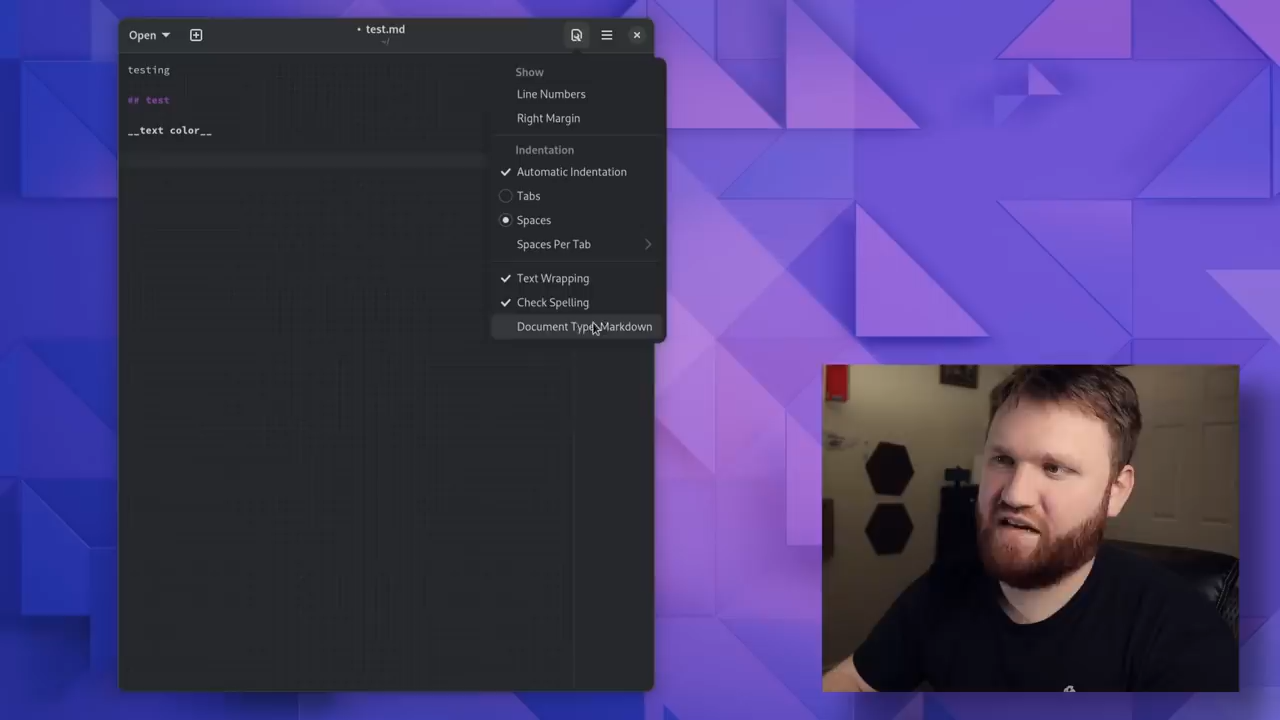 Open
• test.md
~/
testing
## test
__text color__
Show
Line Numbers
Right Margin
Indentation
Automatic Indentation
Tabs
Spaces
Spaces Per Tab
Text Wrapping
Check Spelling
Document Type: Markdown